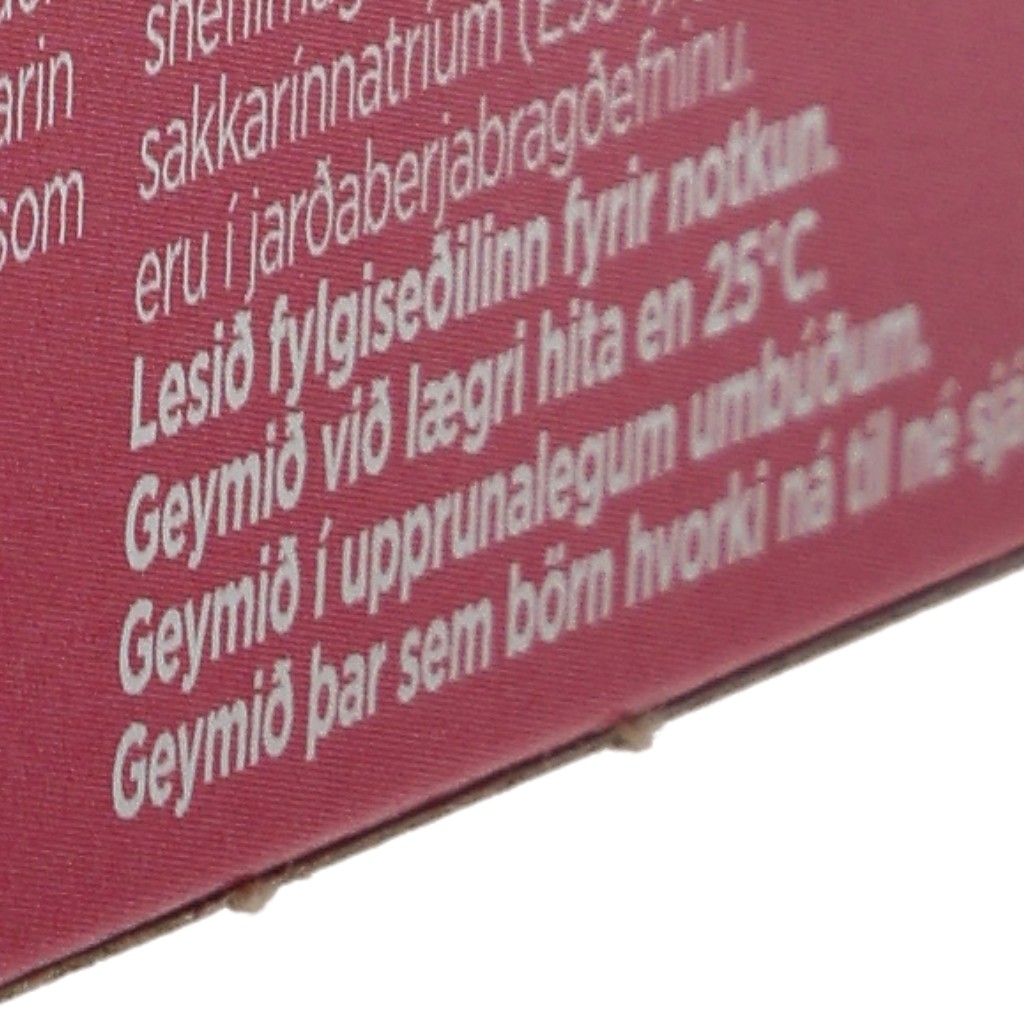 arin
som
sakkarínnatríum
eru í jarðaberjabragðefninu.
Lesið fylgiseðilinn fyrir notkun.
Geymið við lægri hita en 25°C.
Geymið í upprunalegum umbúðum.
Geymið þar sem börn hvorki ná til né